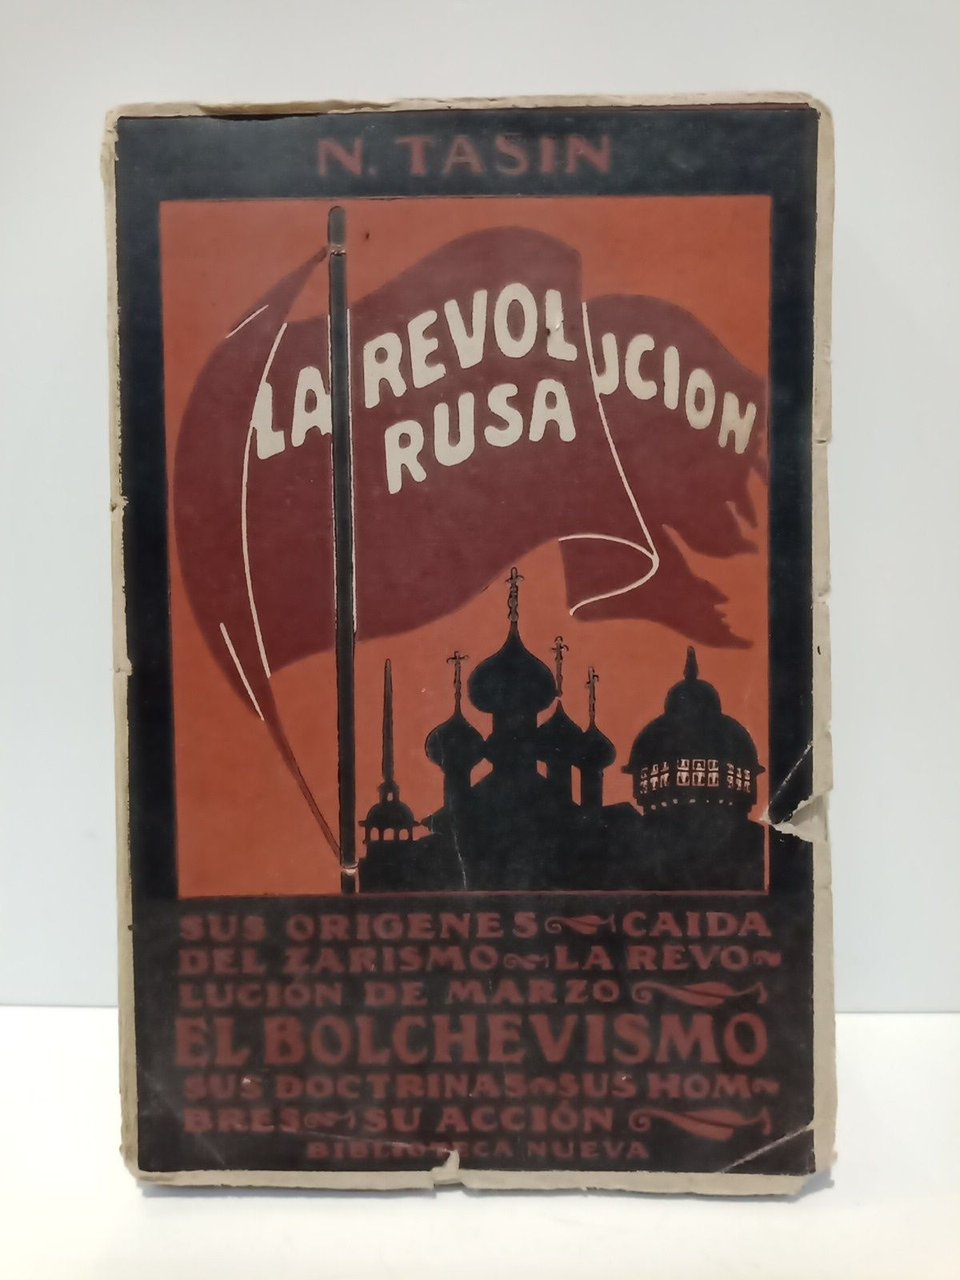 N. TASIN
LA REVOLUCION
RUSA
SUS ORIGENES CAIDA
DEL ZARISMO LA REVO
LUCIÓN DE MARZO
EL BOLCHEVISMO
SUS DOCTRINAS SUS HOM
BRES SU ACCIÓN
BIBLIOTECA NUEVA